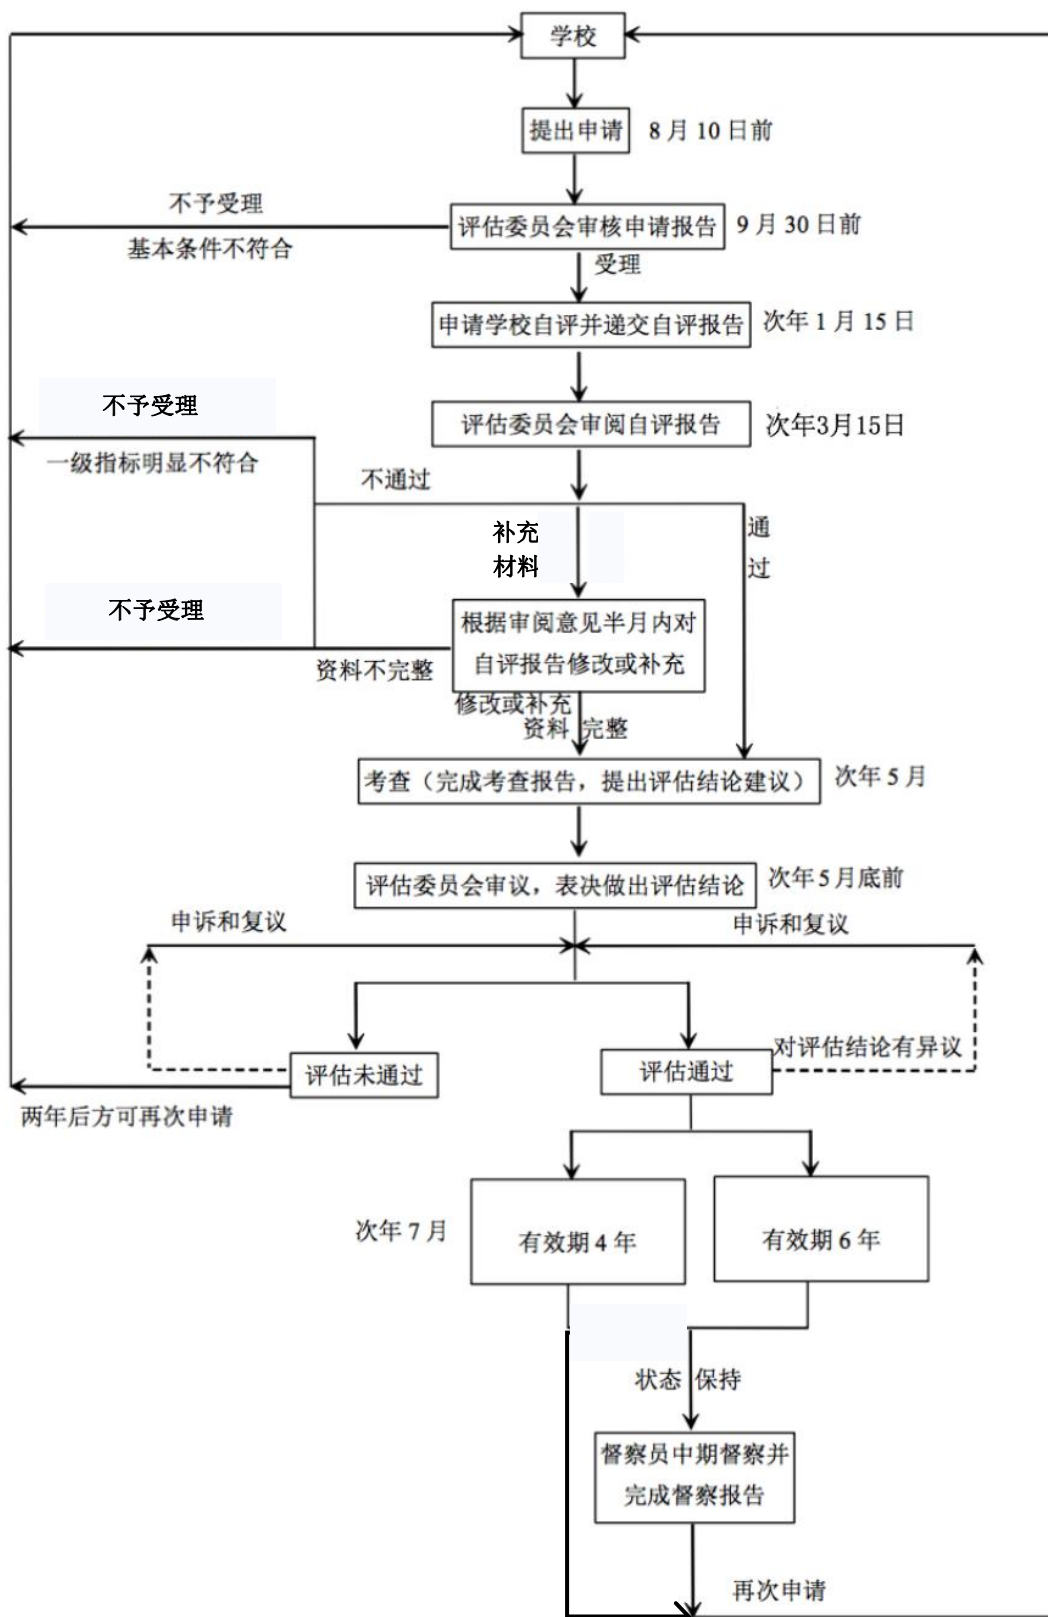 学校
提出申请
8 月 10 日前
不予受理
评估委员会审核申请报告
9 月 30 日前
基本条件不符合
受理
申请学校自评并递交自评报告
次年 1 月 15 日
不予受理
评估委员会审阅自评报告
次年3月15日
一级指标明显不符合
不通过
补充
材料
通
过
不予受理
根据审阅意见半月内对
自评报告修改或补充
资料不完整
修改或补充
资料 完整
考查（完成考查报告，提出评估结论建议）
次年 5 月
评估委员会审议，表决做出评估结论
次年5月底前
申诉和复议
申诉和复议
对评估结论有异议
评估未通过
评估通过
两年后方可再次申请
次年 7 月
有效期 4 年
有效期 6 年
状态 保持
督察员中期督察并
完成督察报告
再次申请